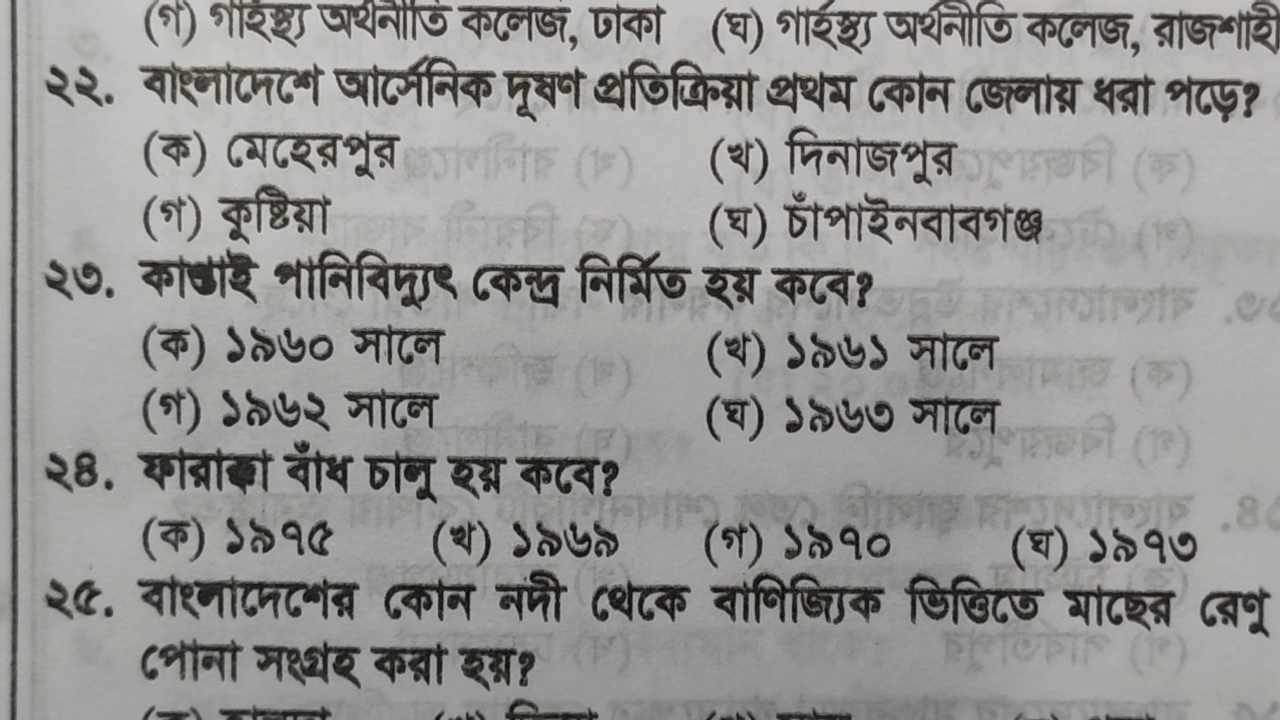 (গ) গার্হস্থ্য অর্থনীতি কলেজ, ঢাকা (ঘ) গার্হস্থ্য অর্থনীতি কলেজ, রাজশাহী
২২. বাংলাদেশে আর্সেনিক দূষণ প্রতিক্রিয়া প্রথম কোন জেলায় ধরা পড়ে?
(ক) মেহেরপুর (খ) দিনাজপুর
(গ) কুষ্টিয়া (ঘ) চাঁপাইনবাবগঞ্জ
২৩. কাপ্তাই পানিবিদ্যুৎ কেন্দ্র নির্মিত হয় কবে?
(ক) ১৯৬০ সালে (খ) ১৯৬১ সালে
(গ) ১৯৬২ সালে (ঘ) ১৯৬৩ সালে
২৪. ফারাক্কা বাঁধ চালু হয় কবে?
(ক) ১৯৭৫ (খ) ১৯৬৯ (গ) ১৯৭০ (ঘ) ১৯৭৩
২৫. বাংলাদেশের কোন নদী থেকে বাণিজ্যিক ভিত্তিতে মাছের রেণু
পোনা সংগ্রহ করা হয়?